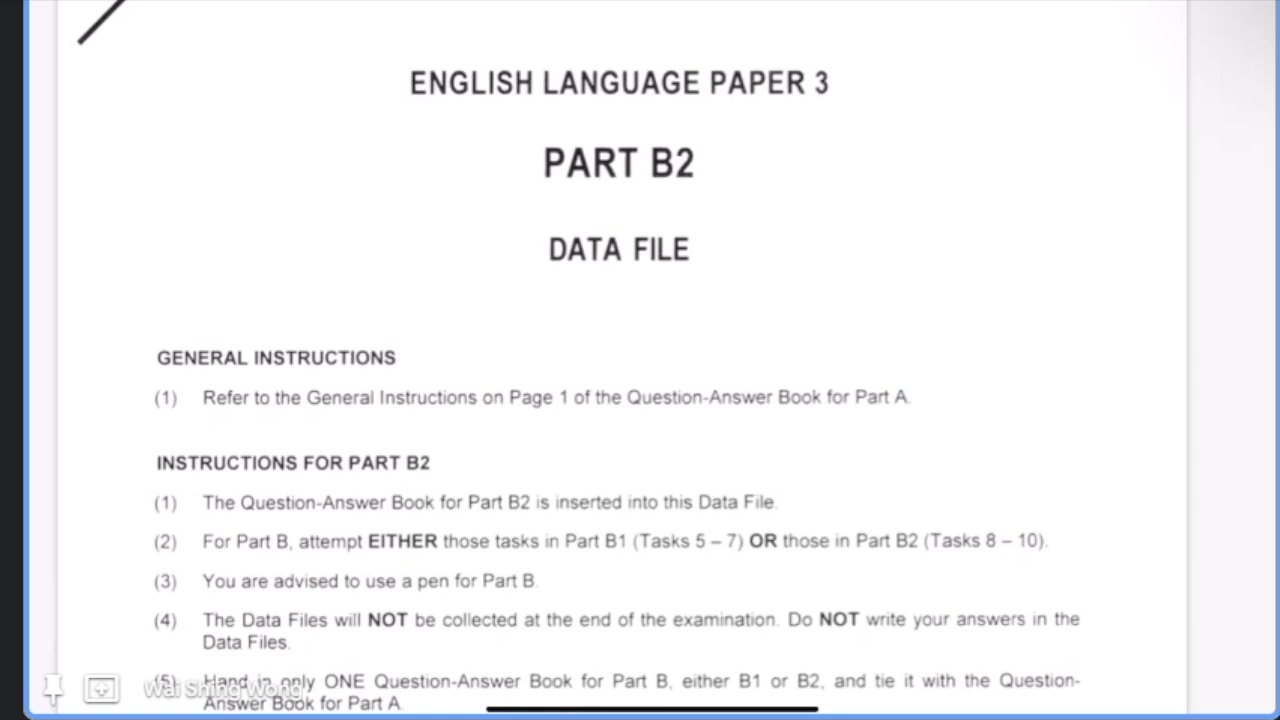 ENGLISH LANGUAGE PAPER 3
PART B2
DATA FILE
GENERAL INSTRUCTIONS
(1) Refer to the General Instructions on Page 1 of the Question-Answer Book for Part A.
INSTRUCTIONS FOR PART B2
(1) The Question-Answer Book for Part B2 is inserted into this Data File.
(2) For Part B, attempt EITHER those tasks in Part B1 (Tasks 5 – 7) OR those in Part B2 (Tasks 8 – 10).
(3) You are advised to use a pen for Part B.
(4) The Data Files will NOT be collected at the end of the examination. Do NOT write your answers in the
Data Files.
(5) Hand in only ONE Question-Answer Book for Part B, either B1 or B2, and tie it with the Question-
Answer Book for Part A.
Wai Shing Wong